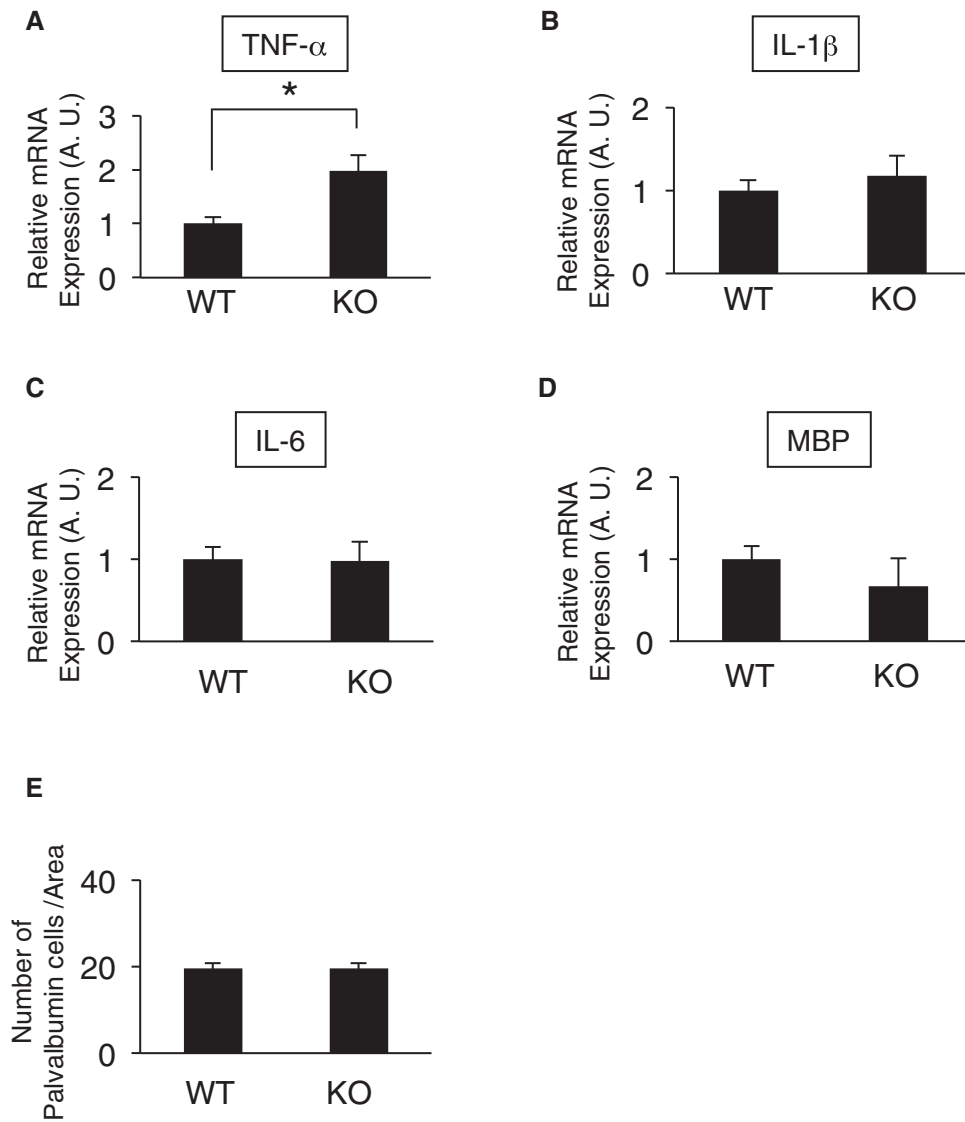 A
TNF-α
*
Relative mRNA
Expression (A. U.)
3
2
1
0
WT KO
B
IL-1β
Relative mRNA
Expression (A. U.)
2
1
0
WT KO
C
IL-6
Relative mRNA
Expression (A. U.)
2
1
0
WT KO
D
MBP
Relative mRNA
Expression (A. U.)
2
1
0
WT KO
E
Number of
Palvalbumin cells /Area
40
20
0
WT KO